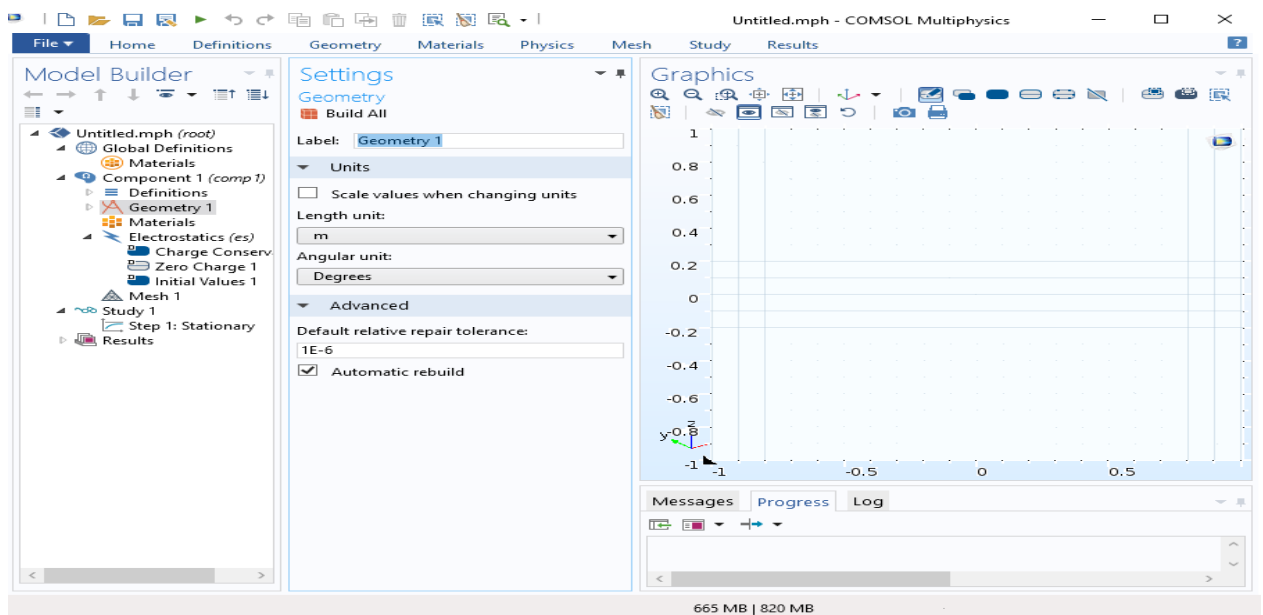 Untitled.mph - COMSOL Multiphysics
File Home Definitions Geometry Materials Physics Mesh Study Results ?
Model Builder
Untitled.mph (root)
Global Definitions
Materials
Component 1 (comp 1)
Definitions
Geometry 1
Materials
Electrostatics (es)
Charge Conserv
Zero Charge 1
Initial Values 1
Mesh 1
Study 1
Step 1: Stationary
Results
Settings
Geometry
Build All
Label: Geometry 1
Units
Scale values when changing units
Length unit:
m
Angular unit:
Degrees
Advanced
Default relative repair tolerance:
1E-6
Automatic rebuild
Graphics
1
0.8
0.6
0.4
0.2
0
-0.2
-0.4
-0.6
-0.8
-1
z
y
-1 -0.5 0 0.5
Messages Progress Log
665 MB | 820 MB